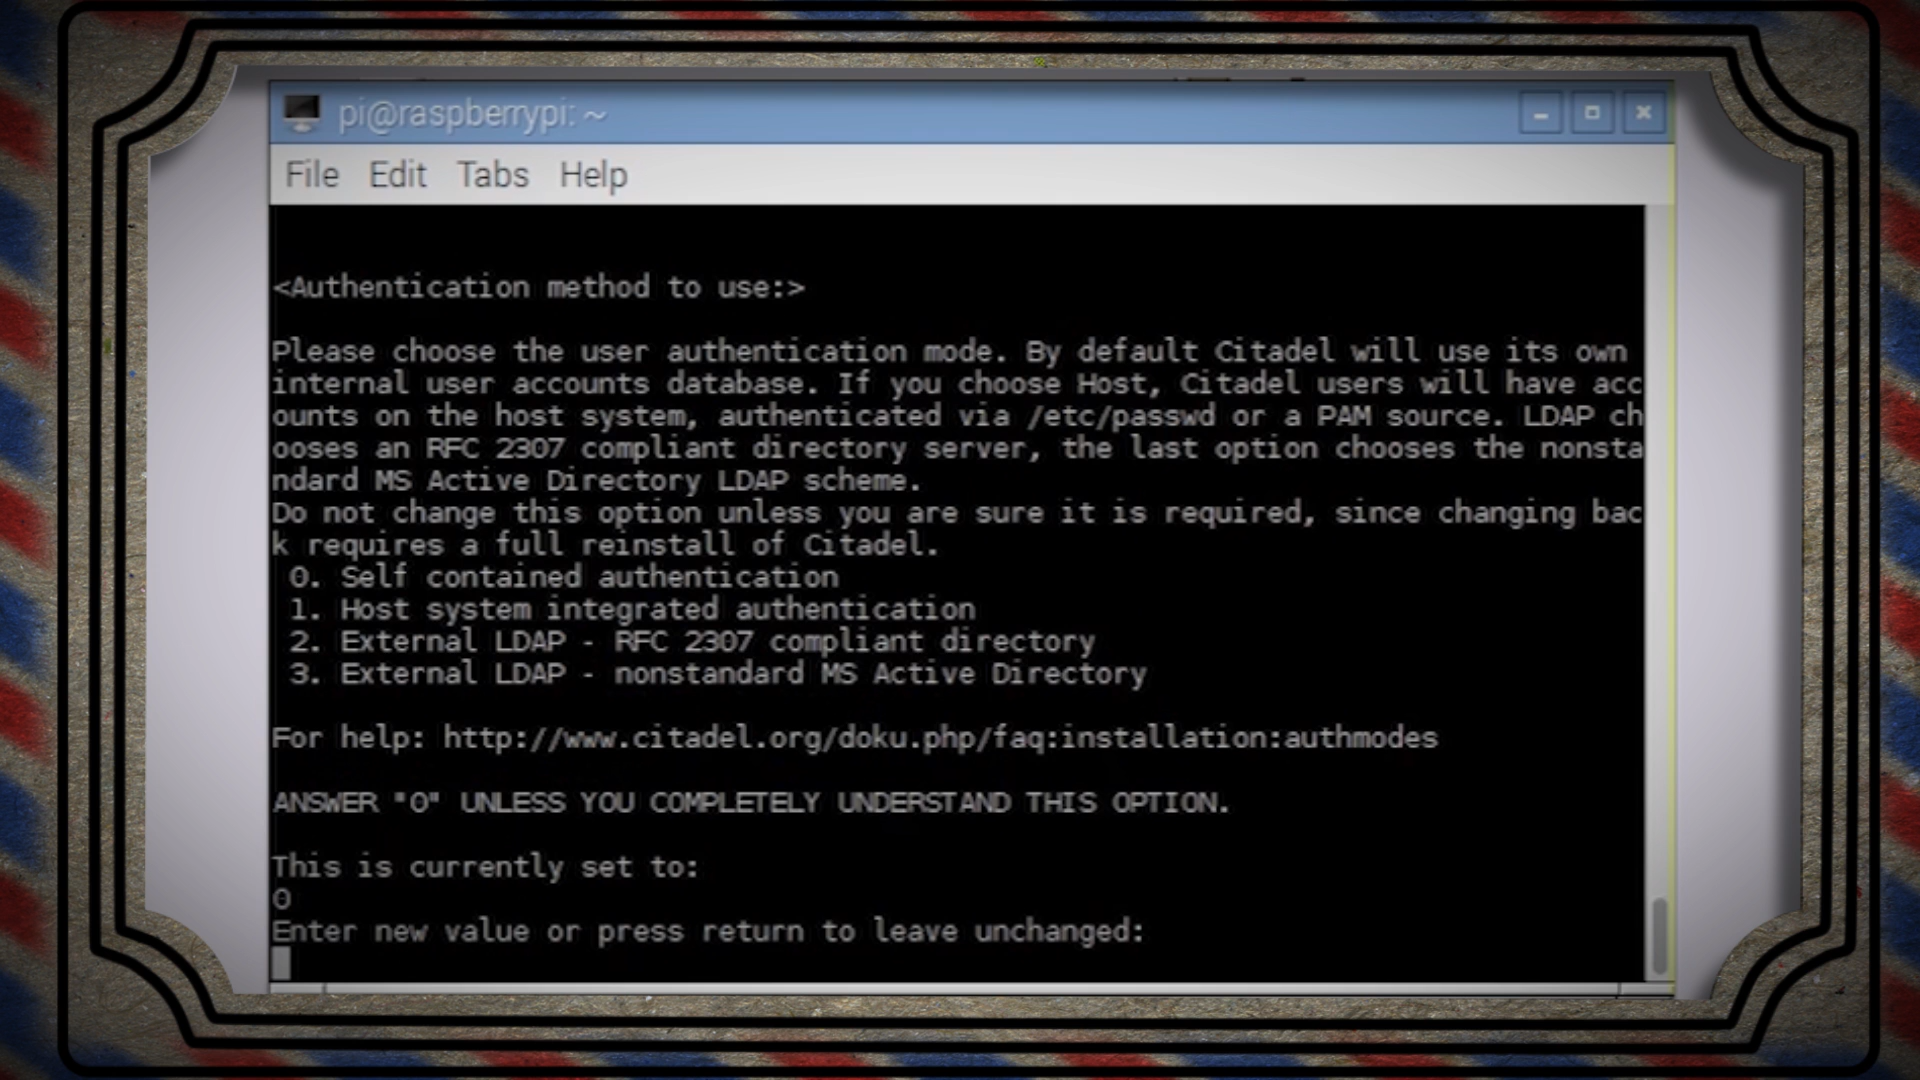 pi@raspberrypi: ~
File Edit Tabs Help
<Authentication method to use:>
Please choose the user authentication mode. By default Citadel will use its own
internal user accounts database. If you choose Host, Citadel users will have acc
ounts on the host system, authenticated via /etc/passwd or a PAM source. LDAP ch
ooses an RFC 2307 compliant directory server, the last option chooses the nonsta
ndard MS Active Directory LDAP scheme.
Do not change this option unless you are sure it is required, since changing bac
k requires a full reinstall of Citadel.
0. Self contained authentication
1. Host system integrated authentication
2. External LDAP - RFC 2307 compliant directory
3. External LDAP - nonstandard MS Active Directory
For help: http://www.citadel.org/doku.php/faq:installation:authmodes
ANSWER "0" UNLESS YOU COMPLETELY UNDERSTAND THIS OPTION.
This is currently set to:
0
Enter new value or press return to leave unchanged: